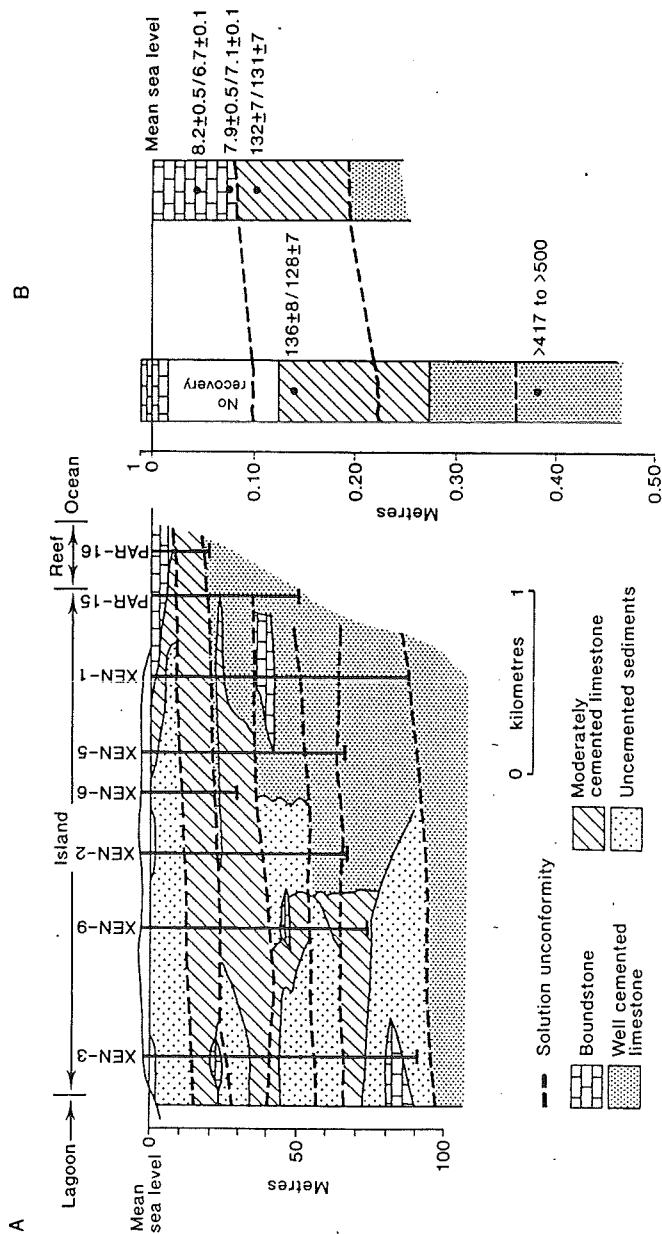 A
Lagoon
Island
Reef
Ocean
Mean
sea level
XEN-3
XEN-9
XEN-2
XEN-6
XEN-5
XEN-1
PAR-15
PAR-16
0
50
100
Metres
0 1
kilometres
Solution unconformity
Boundstone
Well cemented
limestone
Moderately
cemented limestone
Uncemented sediments
B
Mean sea level
8.2±0.5/6.7±0.1
7.9±0.5/7.1±0.1
132±7/131±7
136±8/128±7
>417 to >500
No
recovery
1
0
0.10
0.20
0.30
0.40
0.50
Metres